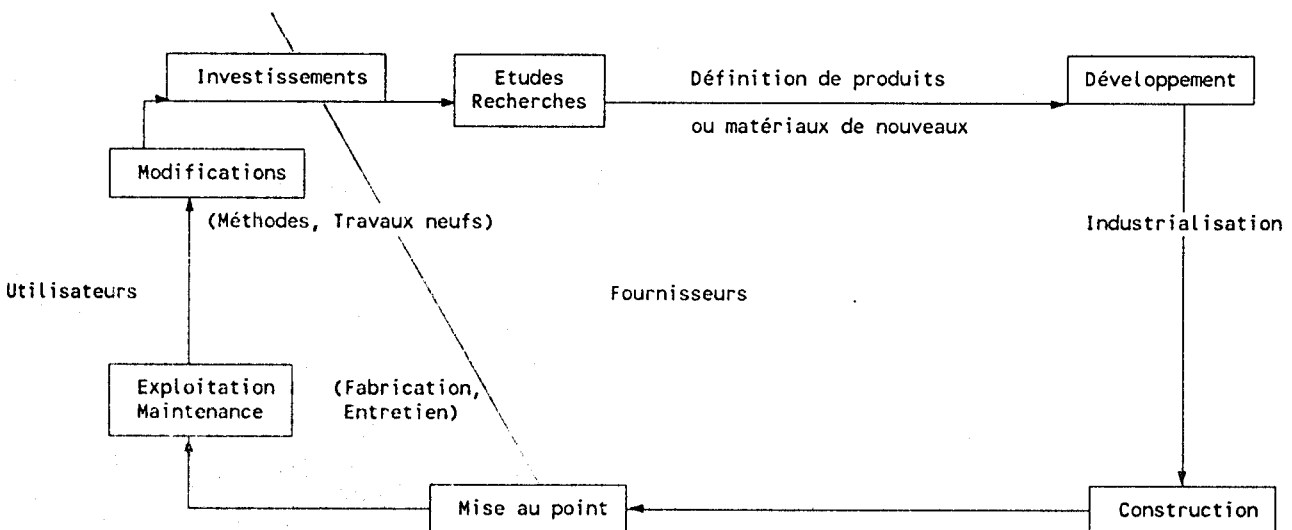 Investissements
Etudes
Recherches
Définition de produits
ou matériaux de nouveaux
Développement
Modifications
(Méthodes, Travaux neufs)
Industrialisation
Utilisateurs
Fournisseurs
Exploitation
Maintenance
(Fabrication,
Entretien)
Mise au point
Construction